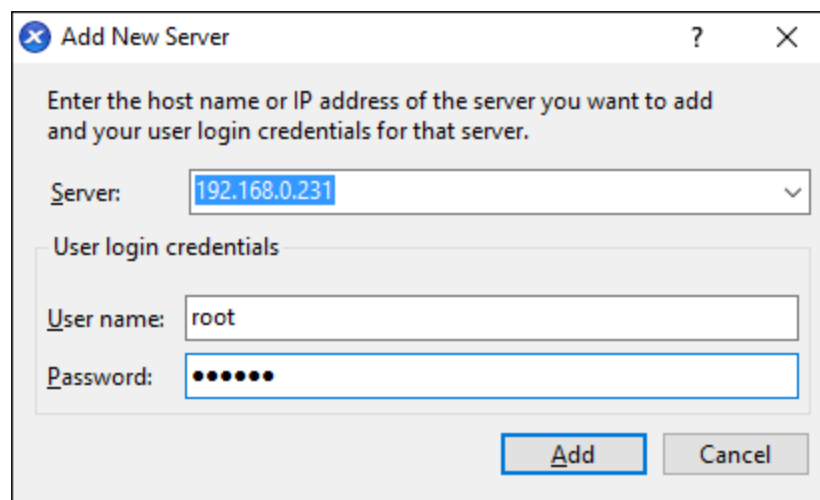 Add New Server
?
Enter the host name or IP address of the server you want to add
and your user login credentials for that server.
Server: 192.168.0.231
User login credentials
User name: root
Password: ••••••
Add Cancel